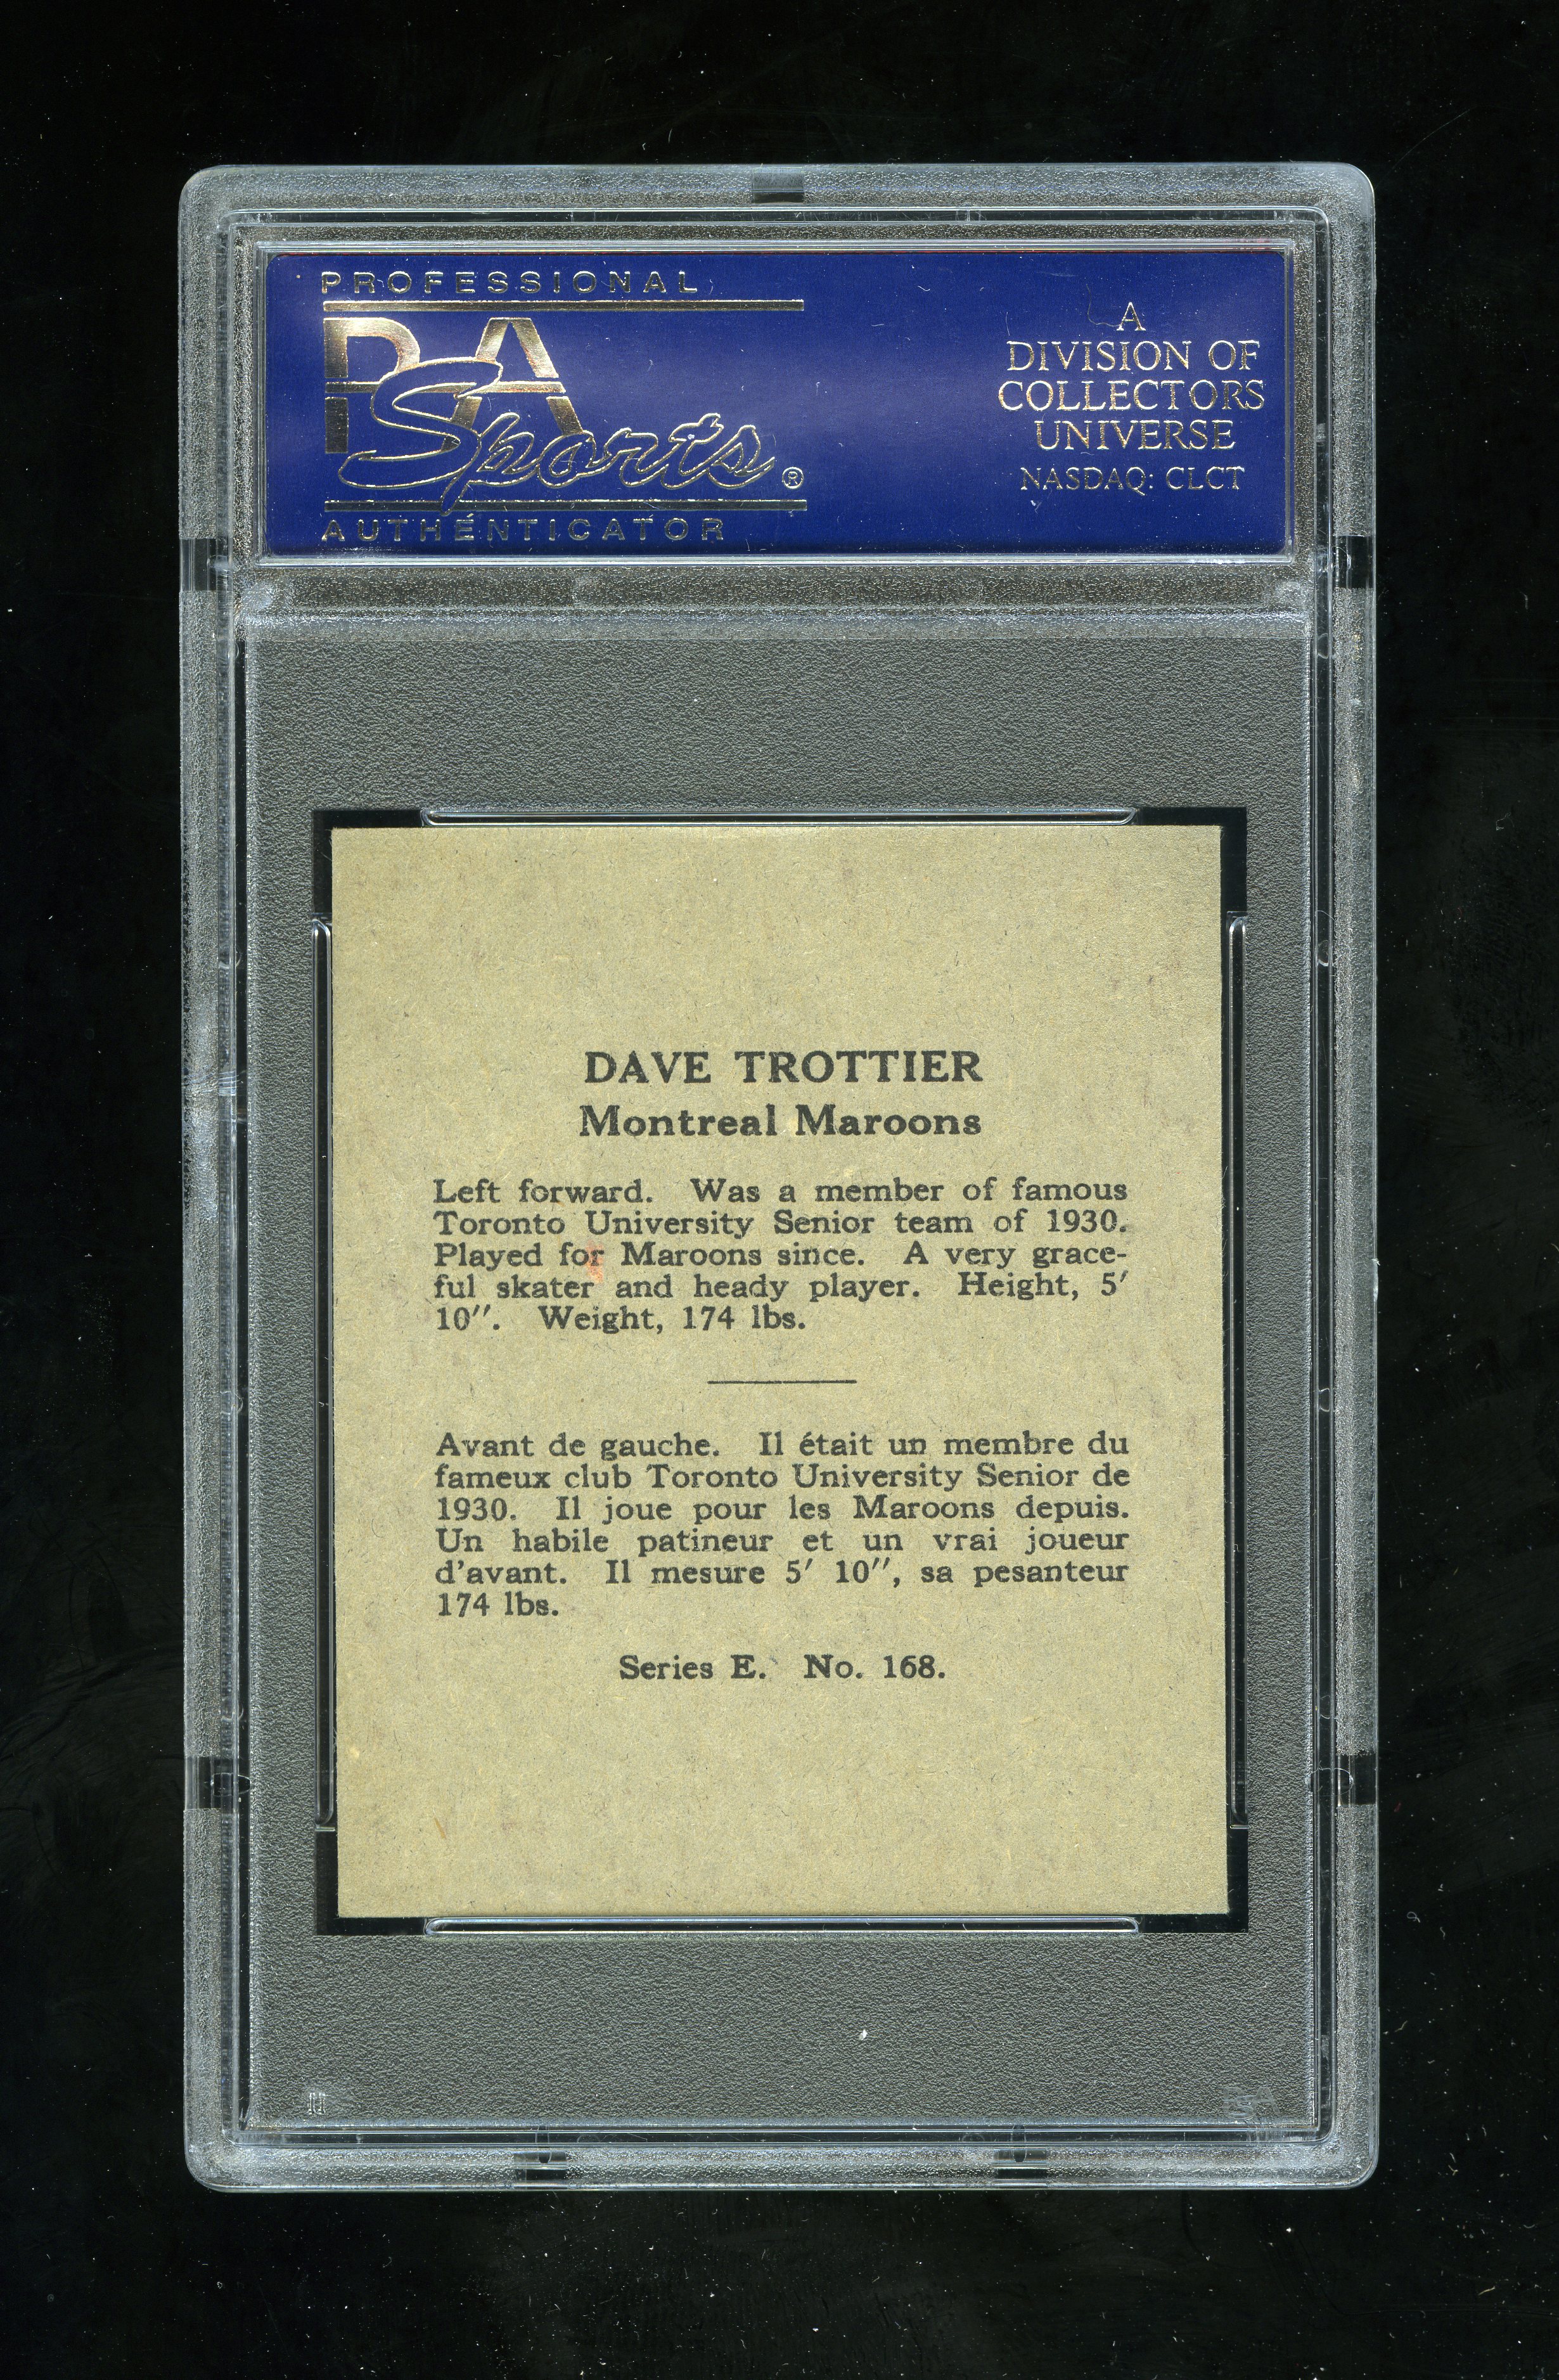 PROFESSIONAL
PSA
Sports®
AUTHENTICATOR
A
DIVISION OF
COLLECTORS
UNIVERSE
NASDAQ: CLCT
DAVE TROTTIER
Montreal Maroons
Left forward. Was a member of famous
Toronto University Senior team of 1930.
Played for Maroons since. A very grace-
ful skater and heady player. Height, 5′
10″. Weight, 174 lbs.
Avant de gauche. Il était un membre du
fameux club Toronto University Senior de
1930. Il joue pour les Maroons depuis.
Un habile patineur et un vrai joueur
d'avant. Il mesure 5′ 10″, sa pesanteur
174 lbs.
Series E. No. 168.